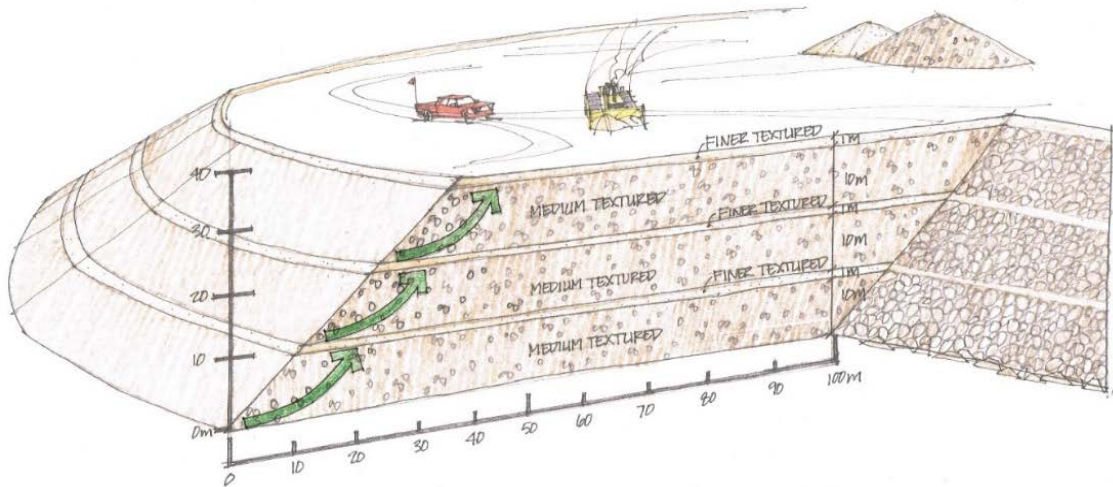 FINER TEXTURED
1m
40
10m
MEDIUM TEXTURED
FINER TEXTURED
1m
30
10m
MEDIUM TEXTURED
FINER TEXTURED
1m
20
10m
MEDIUM TEXTURED
10
0m
0
10
20
30
40
50
60
70
80
90
100m